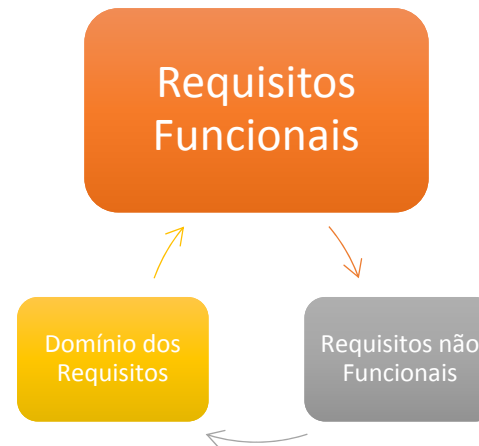 Requisitos
Funcionais
Domínio dos
Requisitos
Requisitos não
Funcionais